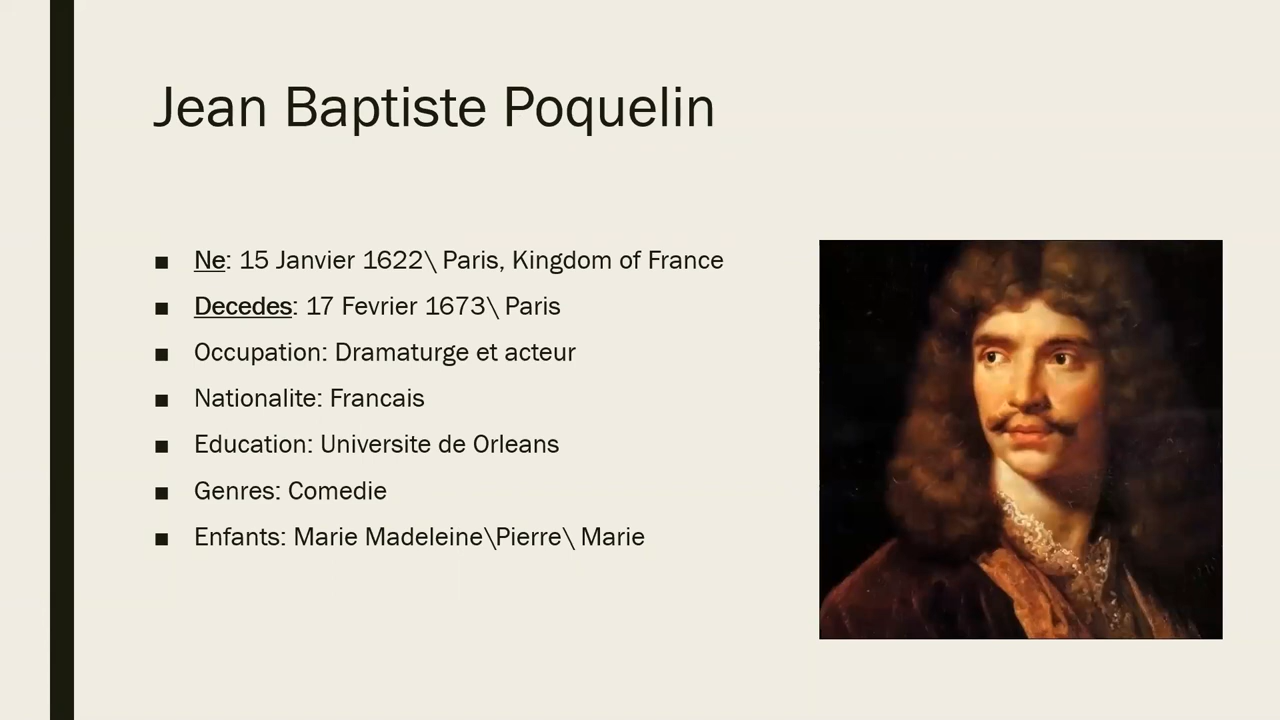 Jean Baptiste Poquelin
■ Ne: 15 Janvier 1622\ Paris, Kingdom of France
■ Decedes: 17 Fevrier 1673\ Paris
■ Occupation: Dramaturge et acteur
■ Nationalite: Francais
■ Education: Universite de Orleans
■ Genres: Comedie
■ Enfants: Marie Madeleine\Pierre\ Marie